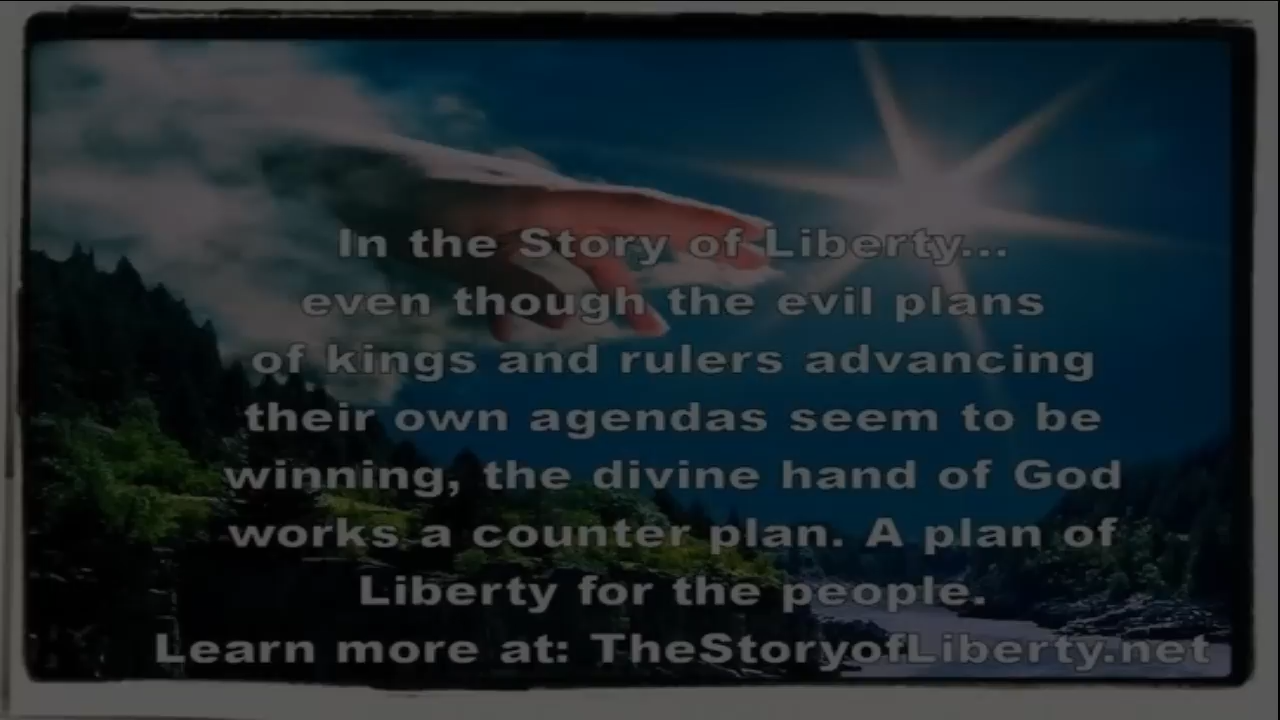 In the Story of Liberty...
even though the evil plans
of kings and rulers advancing
their own agendas seem to be
winning, the divine hand of God
works a counter plan. A plan of
Liberty for the people.
Learn more at: TheStoryofLiberty.net